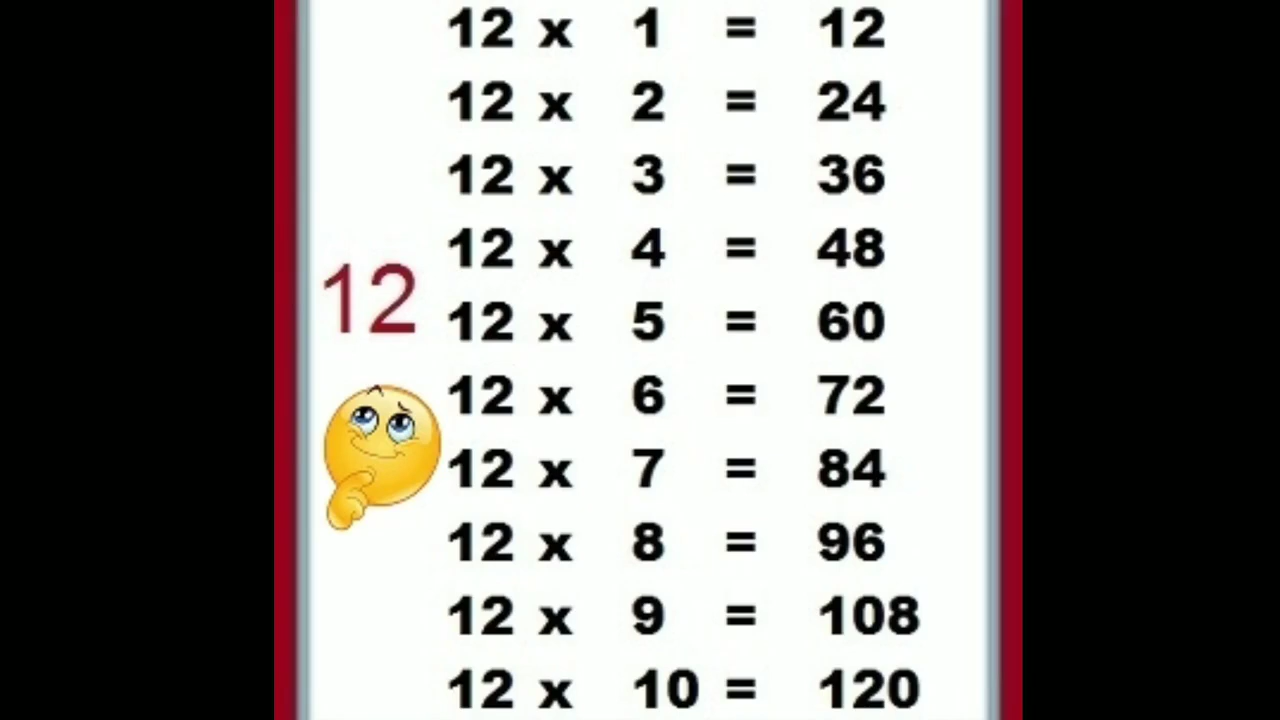 12 x 1 = 12
12 x 2 = 24
12 x 3 = 36
12 x 4 = 48
12
12 x 5 = 60
12 x 6 = 72
12 x 7 = 84
12 x 8 = 96
12 x 9 = 108
12 x 10 = 120